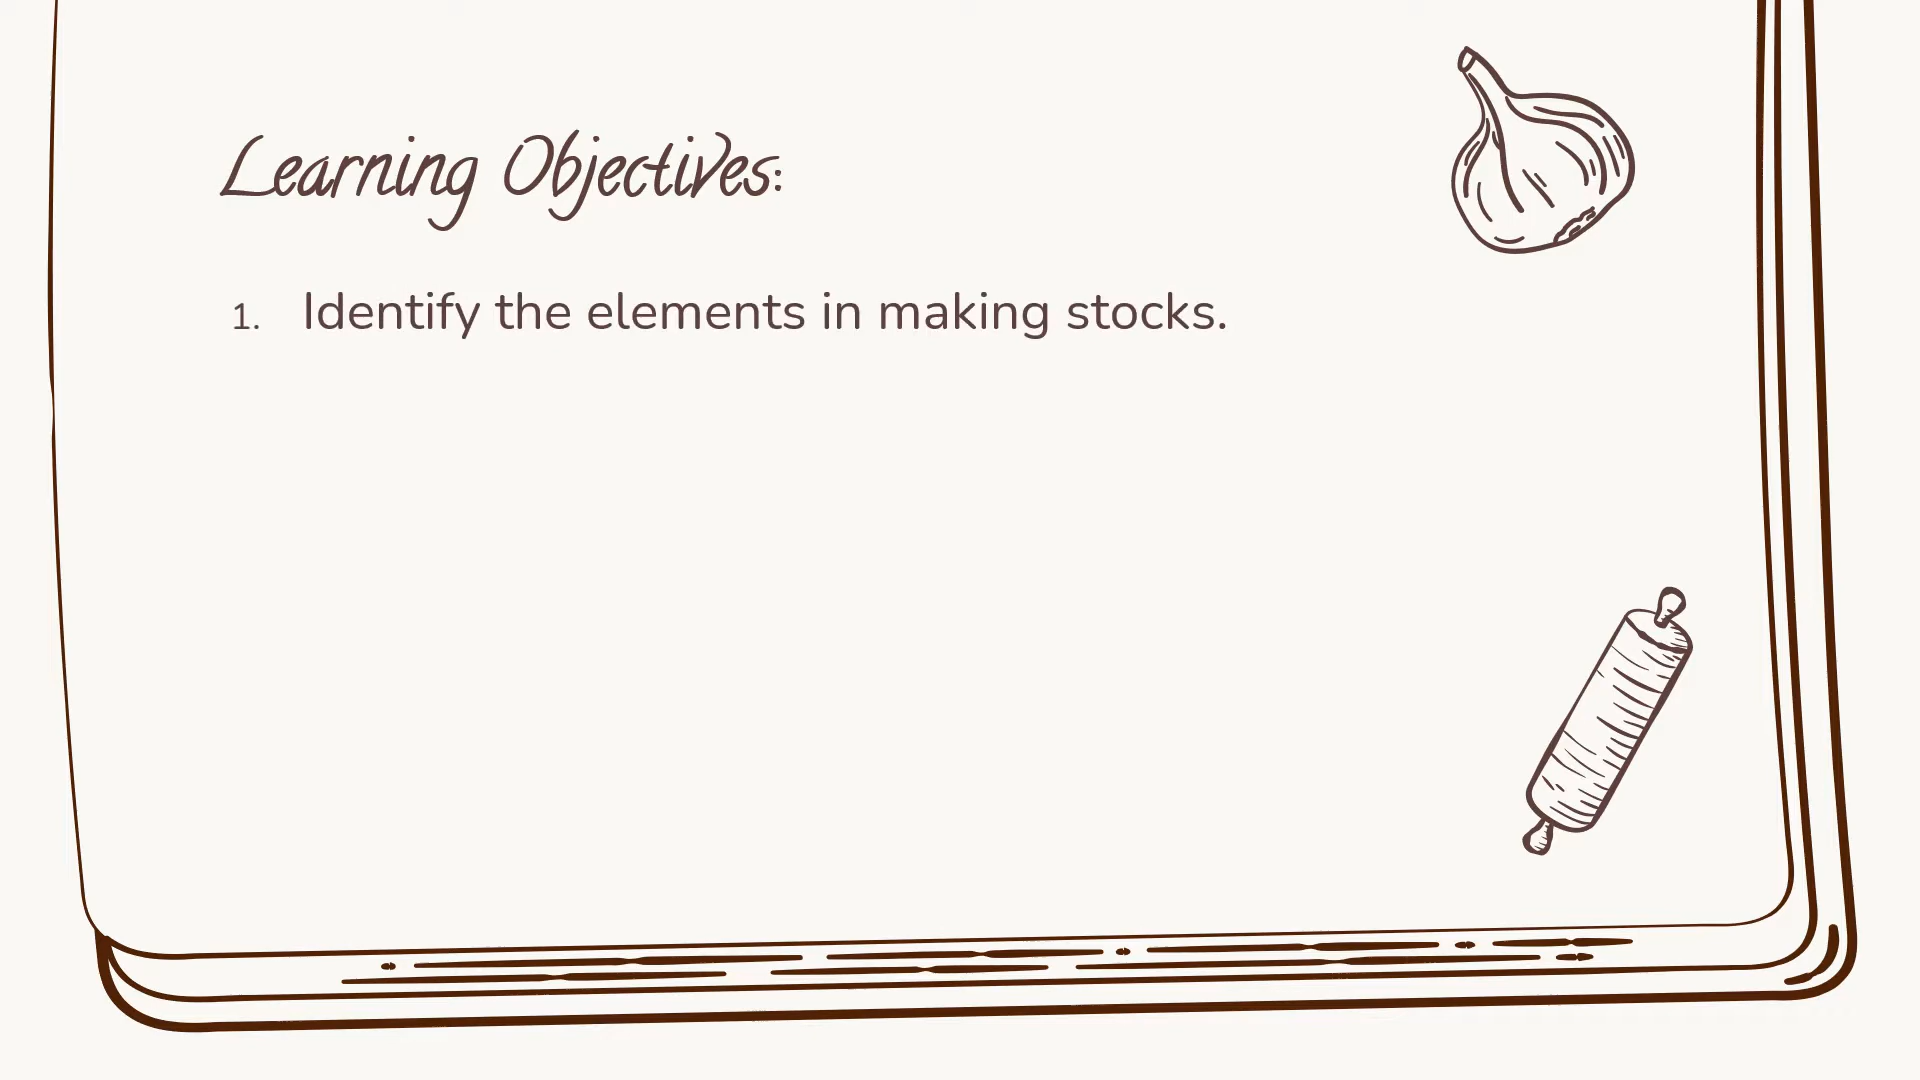 Learning Objectives:
1. Identify the elements in making stocks.